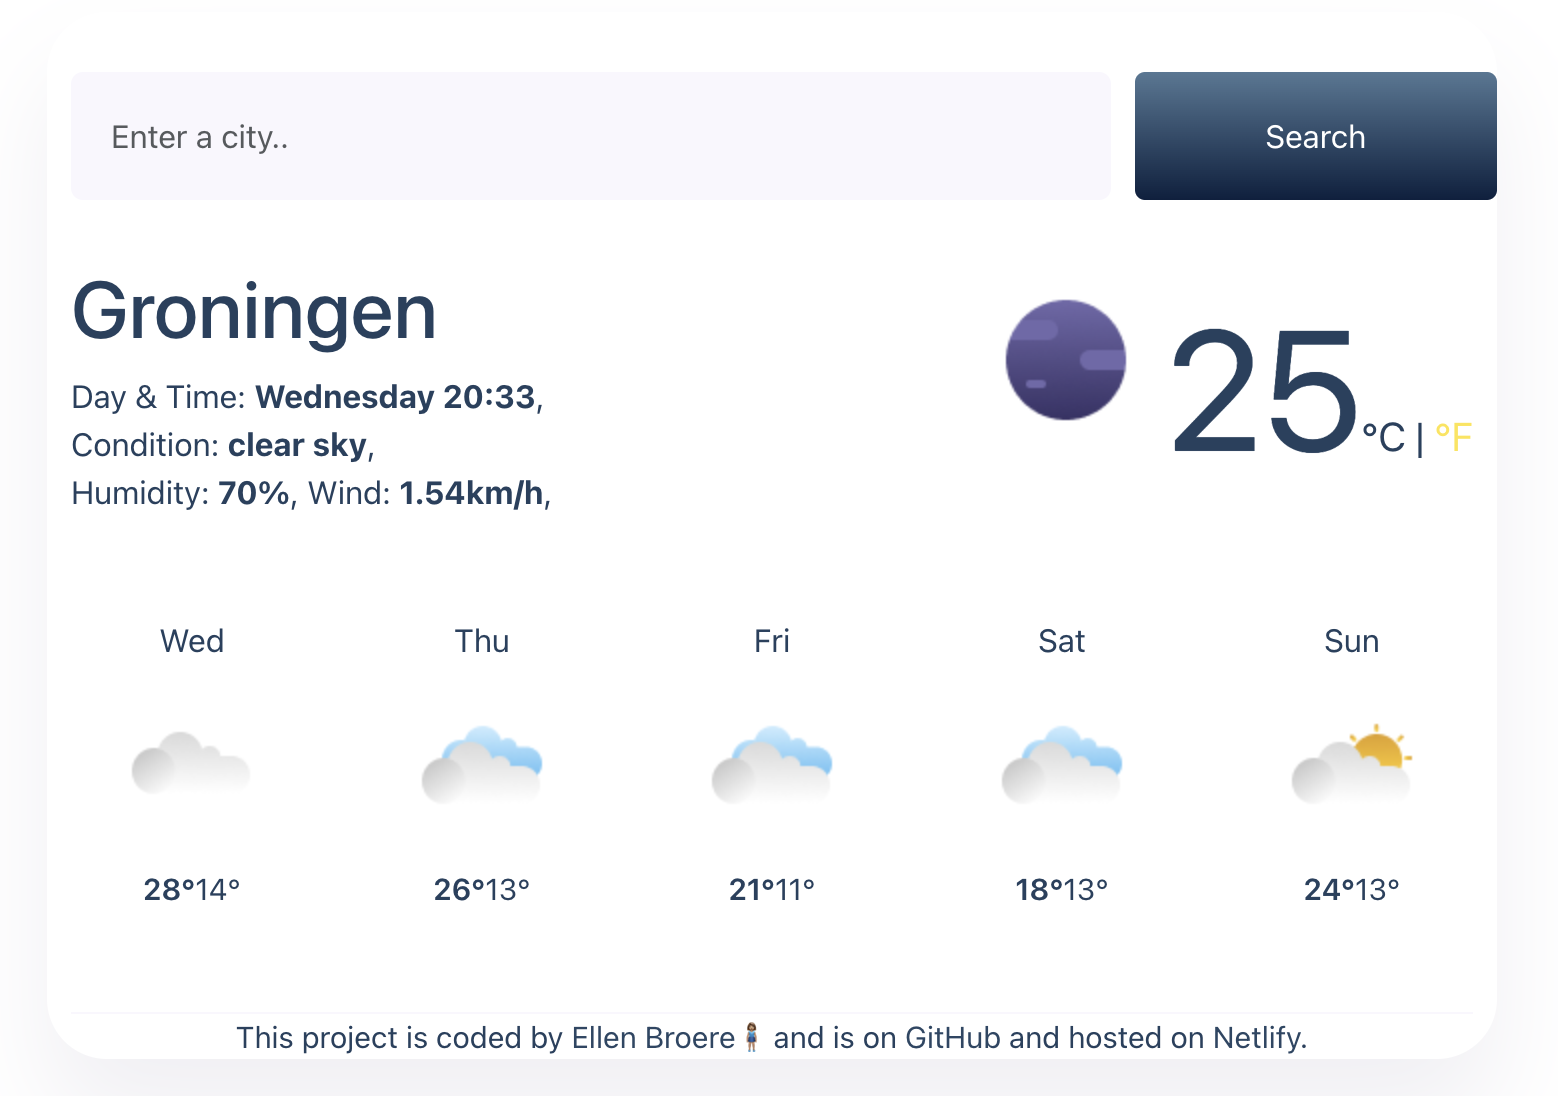 Enter a city..
Search
Groningen
Day & Time: Wednesday 20:33,
Condition: clear sky,
Humidity: 70%, Wind: 1.54km/h,
25°C | °F
Wed Thu Fri Sat Sun
28°14° 26°13° 21°11° 18°13° 24°13°
This project is coded by Ellen Broere🧍🏽‍♀️ and is on GitHub and hosted on Netlify.